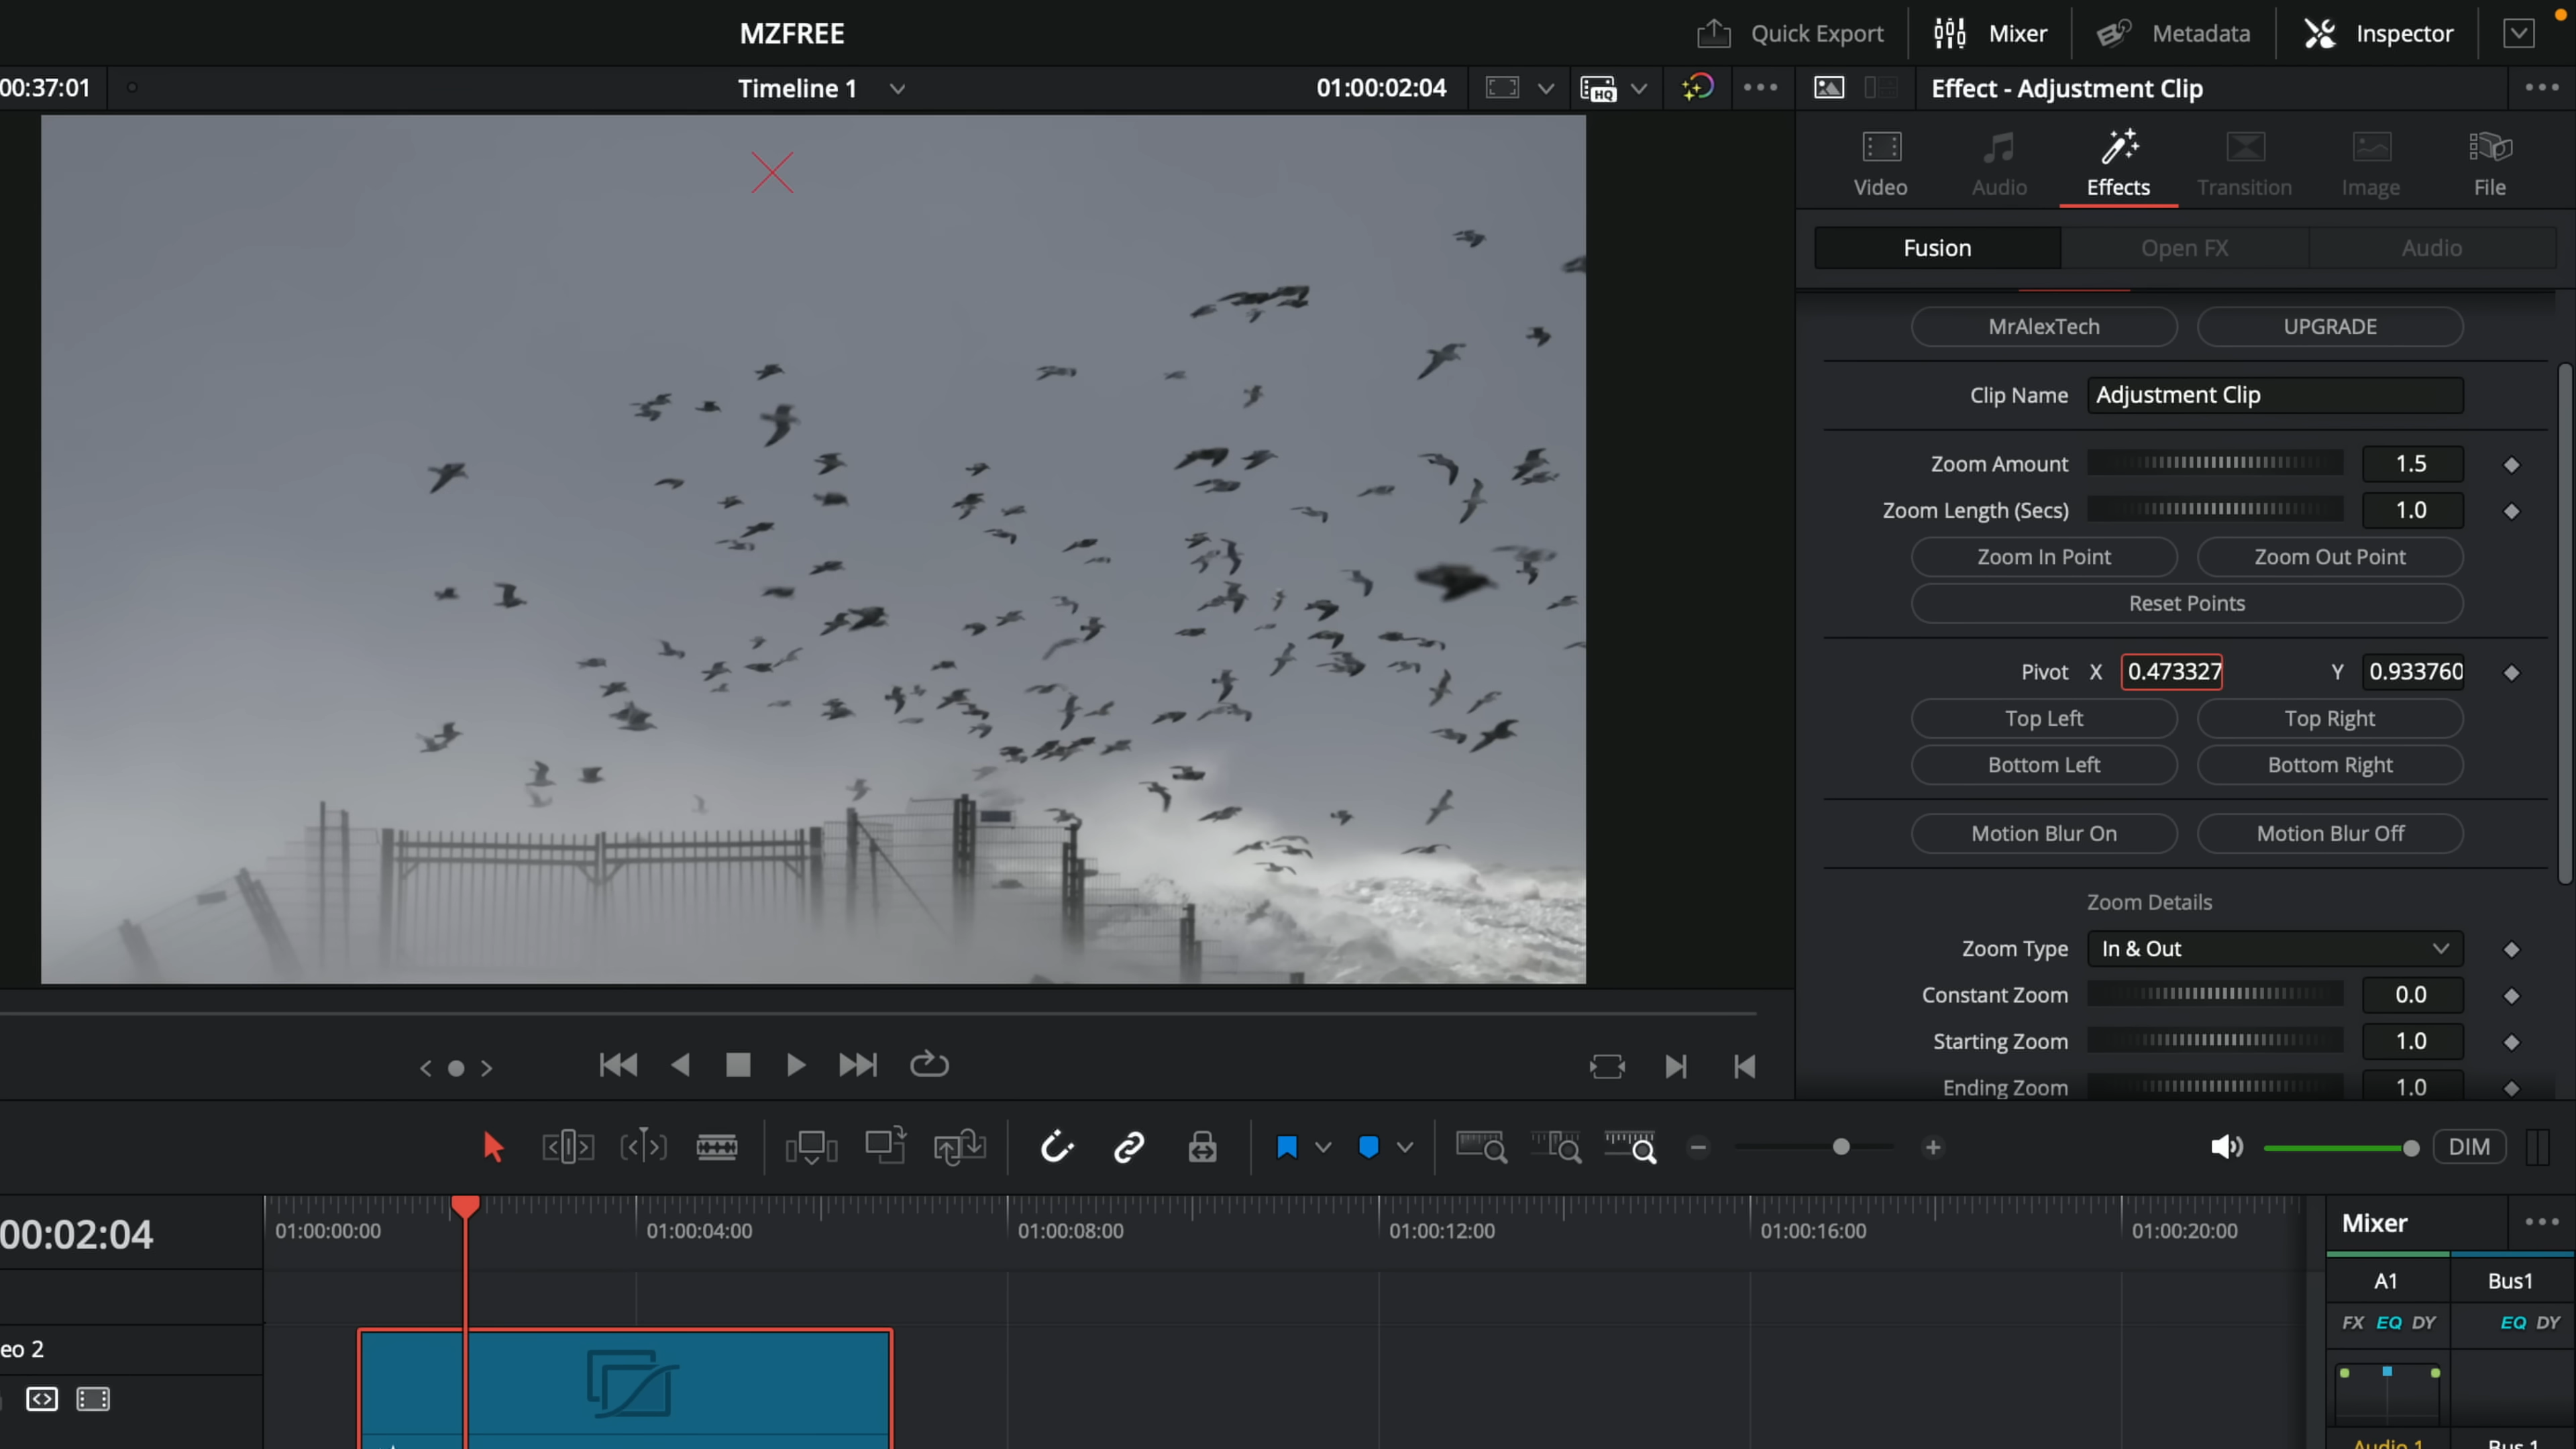 MZFREE
Quick Export
Mixer
Metadata
Inspector
00:37:01
Timeline 1
01:00:02:04
HQ
Effect - Adjustment Clip
Video
Audio
Effects
Transition
Image
File
Fusion
Open FX
Audio
MrAlexTech
UPGRADE
Clip Name
Adjustment Clip
Zoom Amount
1.5
Zoom Length (Secs)
1.0
Zoom In Point
Zoom Out Point
Reset Points
Pivot X 0.473327 Y 0.933760
Top Left
Top Right
Bottom Left
Bottom Right
Motion Blur On
Motion Blur Off
Zoom Details
Zoom Type
In & Out
Constant Zoom
0.0
Starting Zoom
1.0
Ending Zoom
1.0
DIM
00:02:04
01:00:00:00
01:00:04:00
01:00:08:00
01:00:12:00
01:00:16:00
01:00:20:00
Mixer
A1
Bus1
FX EQ DY
EQ DY
eo 2
Audio 1
Bus 1